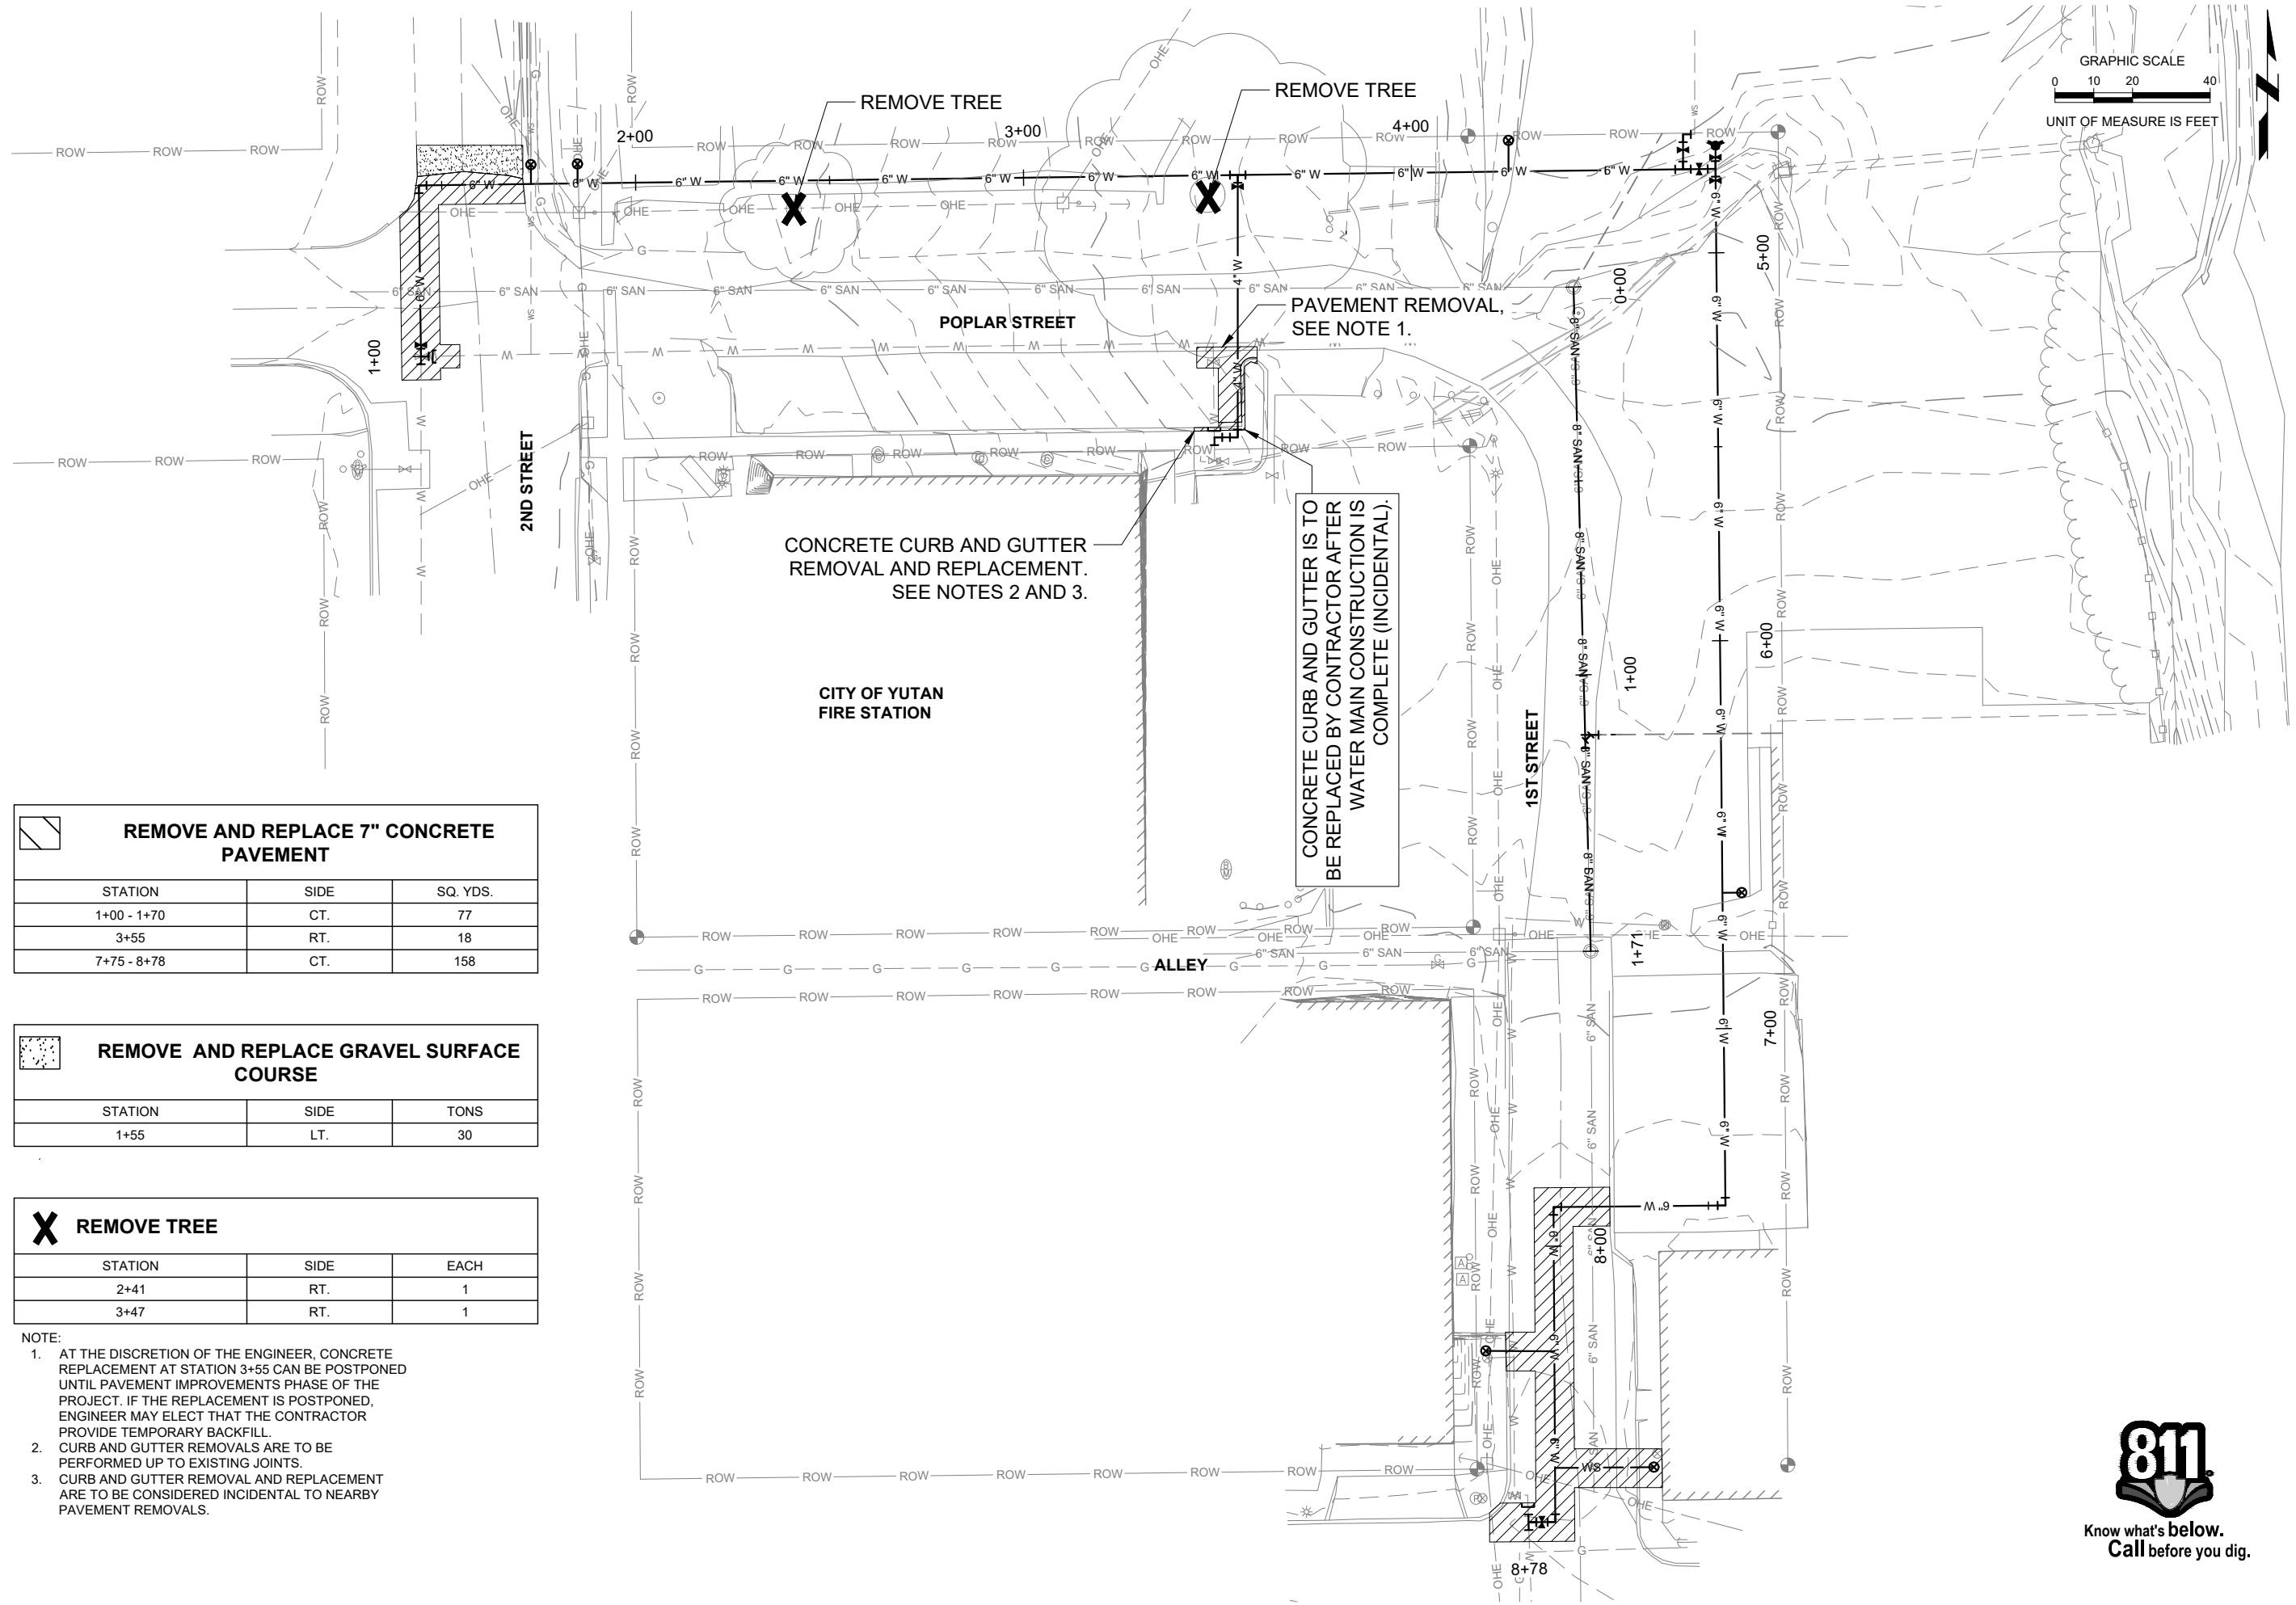 GRAPHIC SCALE
0 10 20 40
UNIT OF MEASURE IS FEET
REMOVE TREE
REMOVE TREE
2+00
3+00
4+00
5+00
6+00
7+00
8+00
8+78
1+00
0+00
1+00
1+71
ROW
OHE
G
W
WS
6" W
4" W
6" SAN
8" SAN
POPLAR STREET
PAVEMENT REMOVAL,
SEE NOTE 1.
2ND STREET
CONCRETE CURB AND GUTTER
REMOVAL AND REPLACEMENT.
SEE NOTES 2 AND 3.
CONCRETE CURB AND GUTTER IS TO
BE REPLACED BY CONTRACTOR AFTER
WATER MAIN CONSTRUCTION IS
COMPLETE (INCIDENTAL).
CITY OF YUTAN
FIRE STATION
1ST STREET
ALLEY
REMOVE AND REPLACE 7" CONCRETE
PAVEMENT
STATION SIDE SQ. YDS.
1+00 - 1+70 CT. 77
3+55 RT. 18
7+75 - 8+78 CT. 158
REMOVE AND REPLACE GRAVEL SURFACE
COURSE
STATION SIDE TONS
1+55 LT. 30
REMOVE TREE
STATION SIDE EACH
2+41 RT. 1
3+47 RT. 1
NOTE:
1. AT THE DISCRETION OF THE ENGINEER, CONCRETE
REPLACEMENT AT STATION 3+55 CAN BE POSTPONED
UNTIL PAVEMENT IMPROVEMENTS PHASE OF THE
PROJECT. IF THE REPLACEMENT IS POSTPONED,
ENGINEER MAY ELECT THAT THE CONTRACTOR
PROVIDE TEMPORARY BACKFILL.
2. CURB AND GUTTER REMOVALS ARE TO BE
PERFORMED UP TO EXISTING JOINTS.
3. CURB AND GUTTER REMOVAL AND REPLACEMENT
ARE TO BE CONSIDERED INCIDENTAL TO NEARBY
PAVEMENT REMOVALS.
811
Know what's below.
Call before you dig.